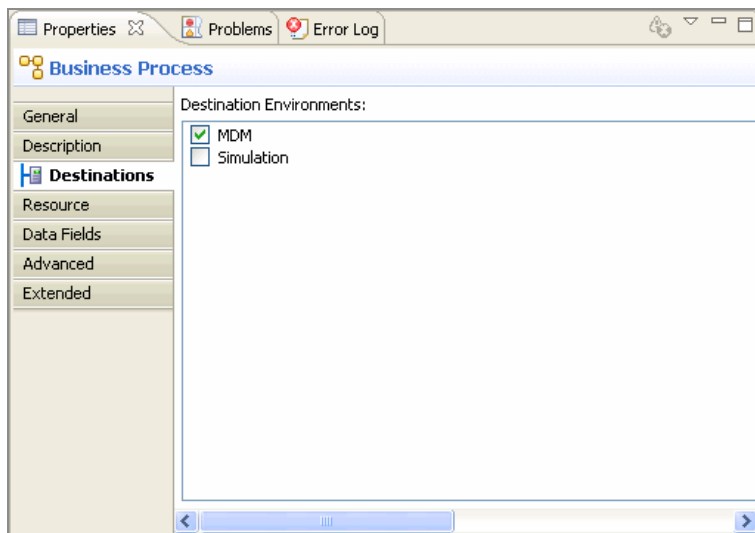 Properties Problems Error Log
Business Process
General
Description
Destinations
Resource
Data Fields
Advanced
Extended
Destination Environments:
MDM
Simulation